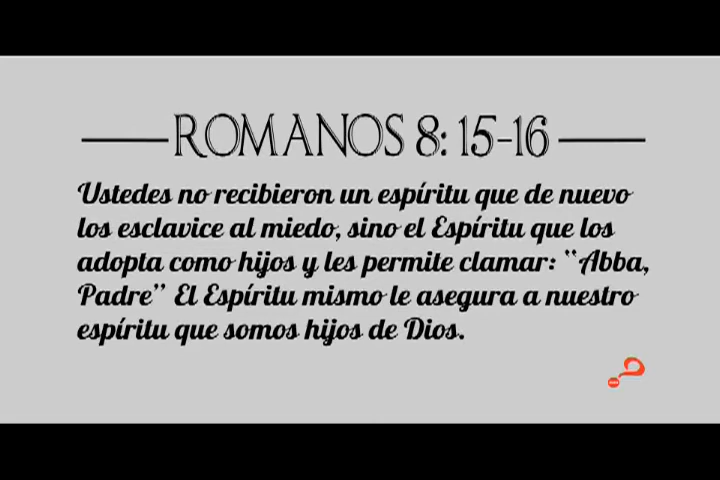 ROMANOS 8: 15-16
Ustedes no recibieron un espíritu que de nuevo
los esclavice al miedo, sino el Espíritu que los
adopta como hijos y les permite clamar: “Abba,
Padre” El Espíritu mismo le asegura a nuestro
espíritu que somos hijos de Dios.